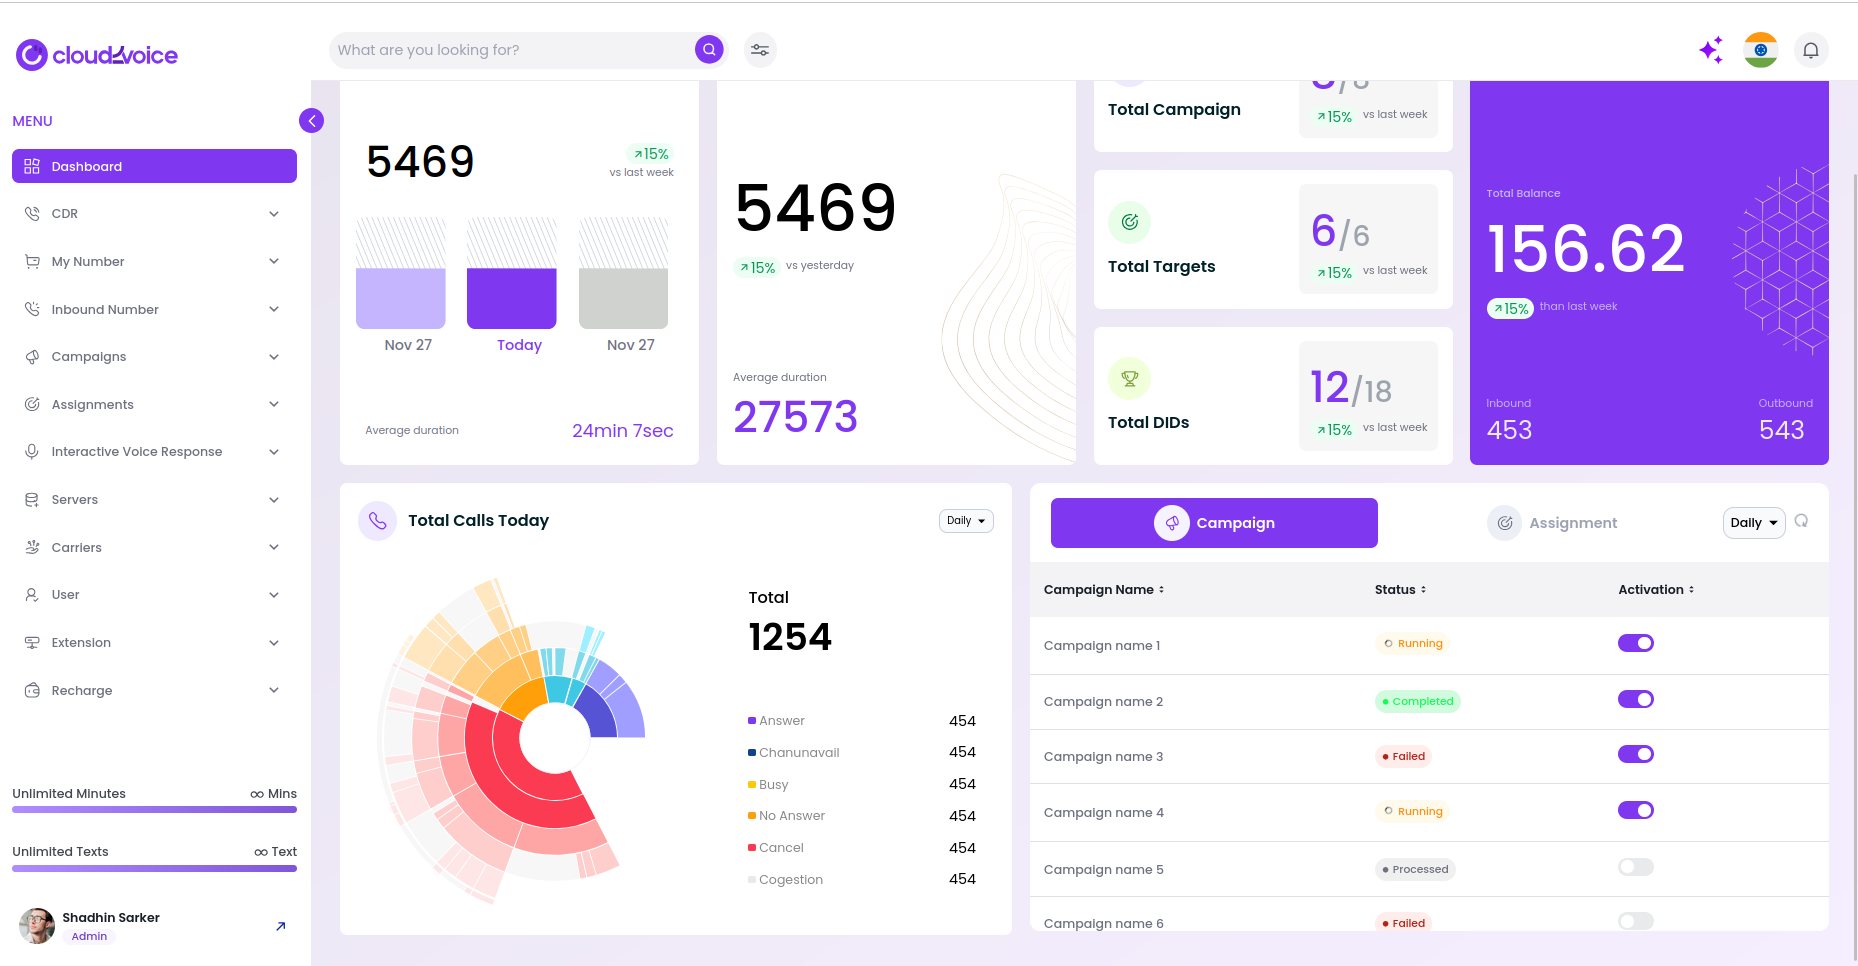 cloudvoice
What are you looking for?
MENU
Dashboard
CDR
My Number
Inbound Number
Campaigns
Assignments
Interactive Voice Response
Servers
Carriers
User
Extension
Recharge
Unlimited Minutes
∞ Mins
Unlimited Texts
∞ Text
Shadhin Sarker
Admin
5469
15%
vs last week
Nov 27
Today
Nov 27
Average duration
24min 7sec
5469
15%
vs yesterday
Average duration
27573
Total Campaign
15%
vs last week
Total Targets
6/6
15%
vs last week
Total DIDs
12/18
15%
vs last week
Total Balance
156.62
15%
than last week
Inbound
453
Outbound
543
Total Calls Today
Daily
Total
1254
Answer 454
Chanunavail 454
Busy 454
No Answer 454
Cancel 454
Cogestion 454
Campaign
Assignment
Daily
Campaign Name
Status
Activation
Campaign name 1
Running
Campaign name 2
Completed
Campaign name 3
Failed
Campaign name 4
Running
Campaign name 5
Processed
Campaign name 6
Failed